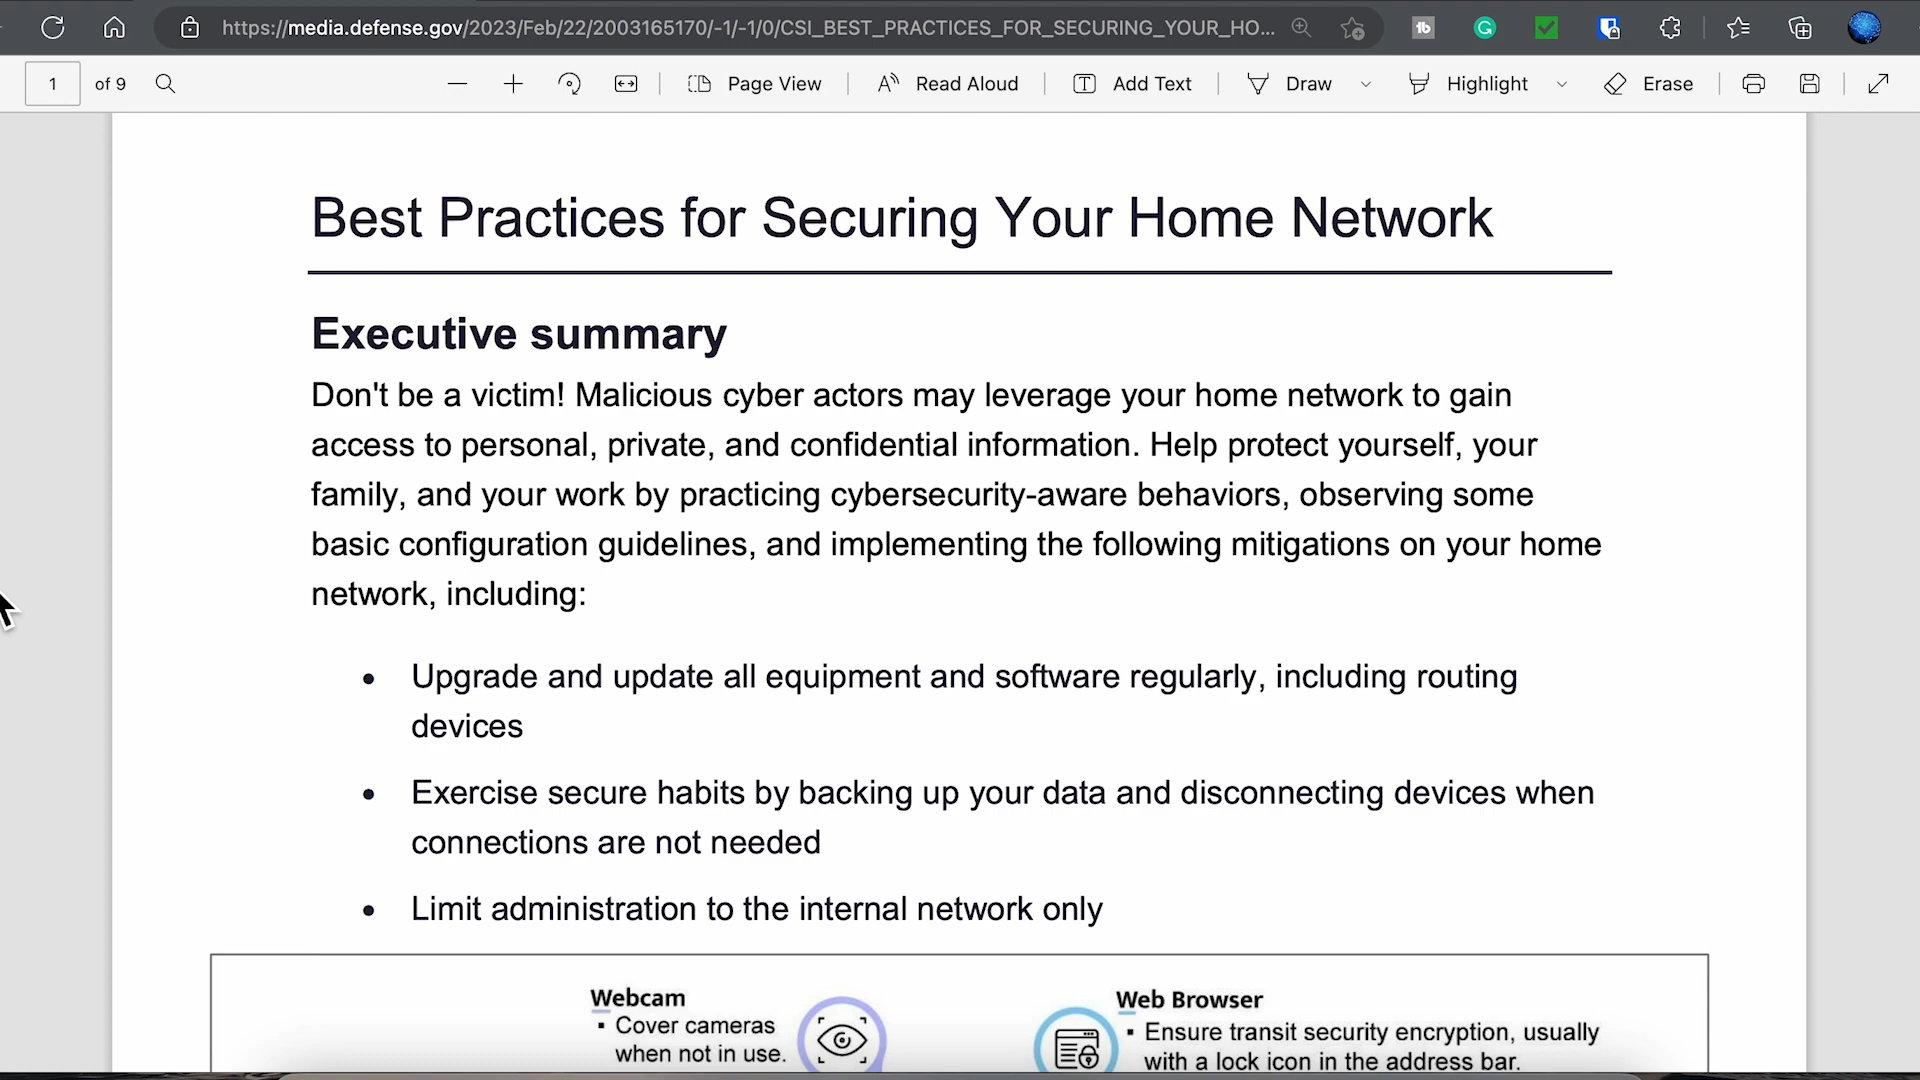 https://media.defense.gov/2023/Feb/22/2003165170/-1/-1/0/CSI_BEST_PRACTICES_FOR_SECURING_YOUR_HO...
tb
G
1 of 9 Page View Read Aloud Add Text Draw Highlight Erase
Best Practices for Securing Your Home Network
Executive summary
Don't be a victim! Malicious cyber actors may leverage your home network to gain
access to personal, private, and confidential information. Help protect yourself, your
family, and your work by practicing cybersecurity-aware behaviors, observing some
basic configuration guidelines, and implementing the following mitigations on your home
network, including:
• Upgrade and update all equipment and software regularly, including routing
devices
• Exercise secure habits by backing up your data and disconnecting devices when
connections are not needed
• Limit administration to the internal network only
Webcam
▪ Cover cameras
when not in use.
Web Browser
▪ Ensure transit security encryption, usually
with a lock icon in the address bar.